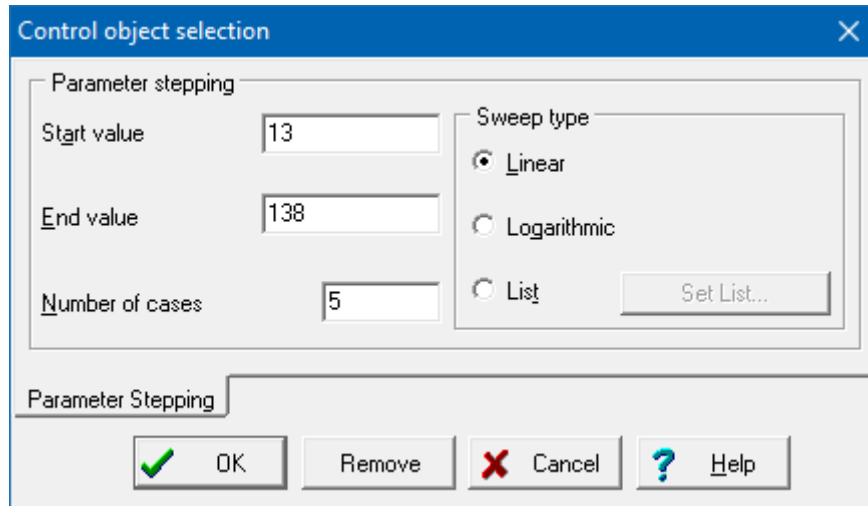 Control object selection
Parameter stepping
Start value
13
End value
138
Number of cases
5
Sweep type
Linear
Logarithmic
List
Set List...
Parameter Stepping
OK
Remove
Cancel
Help